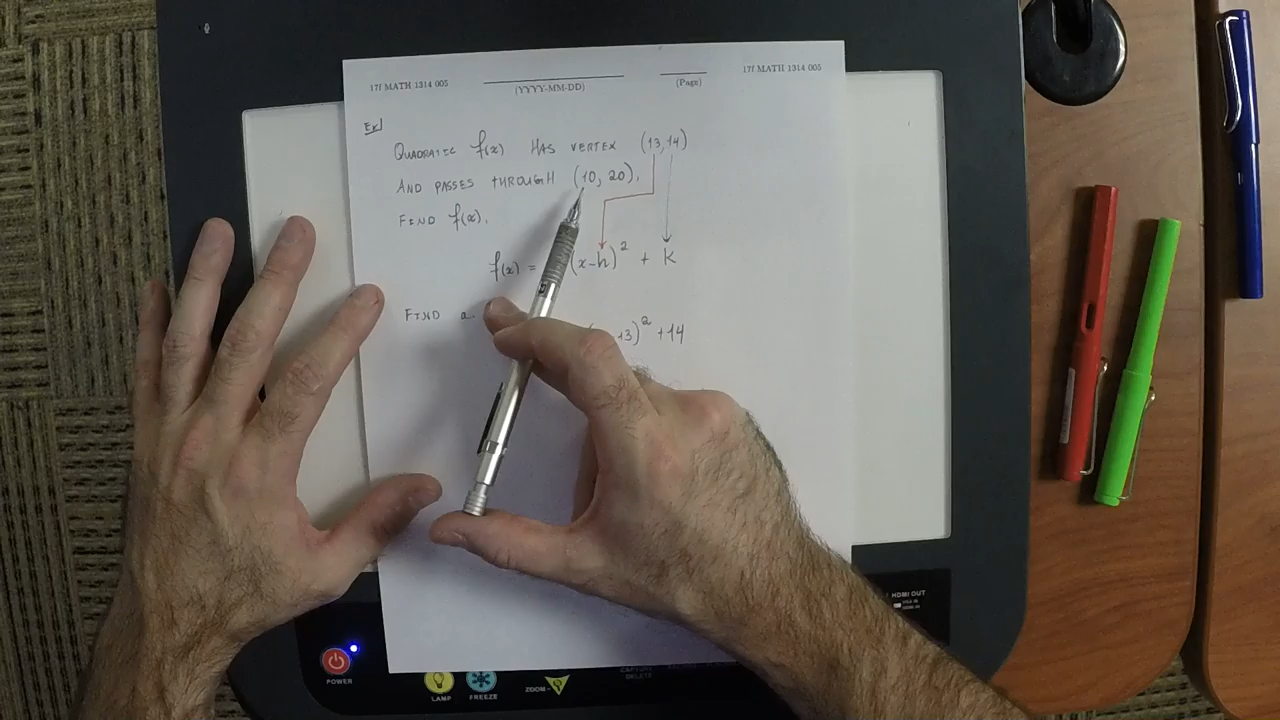 17f MATH 1314 005 (YYYY-MM-DD) (Page) 17f MATH 1314 005
Ex
QUADRATIC f(x) HAS VERTEX (13,14)
AND PASSES THROUGH (10, 20).
FIND f(x).
f(x) = (x-h)² + k
FIND a.
13)² +14
POWER
LAMP
FREEZE
ZOOM
HDMI OUT